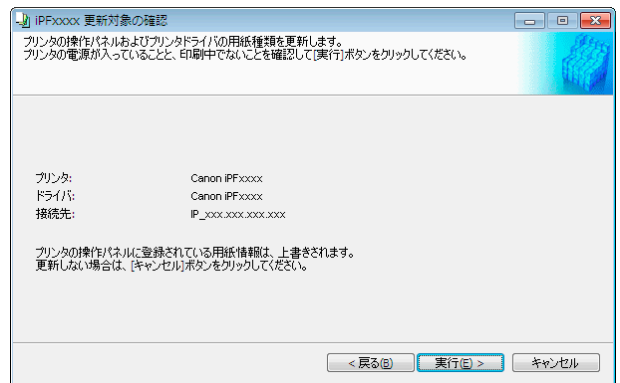 iPFxxxx 更新対象の確認
プリンタの操作パネルおよびプリンタドライバの用紙種類を更新します。
プリンタの電源が入っていることと、印刷中でないことを確認して[実行]ボタンをクリックしてください。
プリンタ: Canon iPFxxxx
ドライバ: Canon iPFxxxx
接続先: IP_xxx.xxx.xxx.xxx
プリンタの操作パネルに登録されている用紙情報は、上書きされます。
更新しない場合は、[キャンセル]ボタンをクリックしてください。
< 戻る(B) 実行(E) > キャンセル